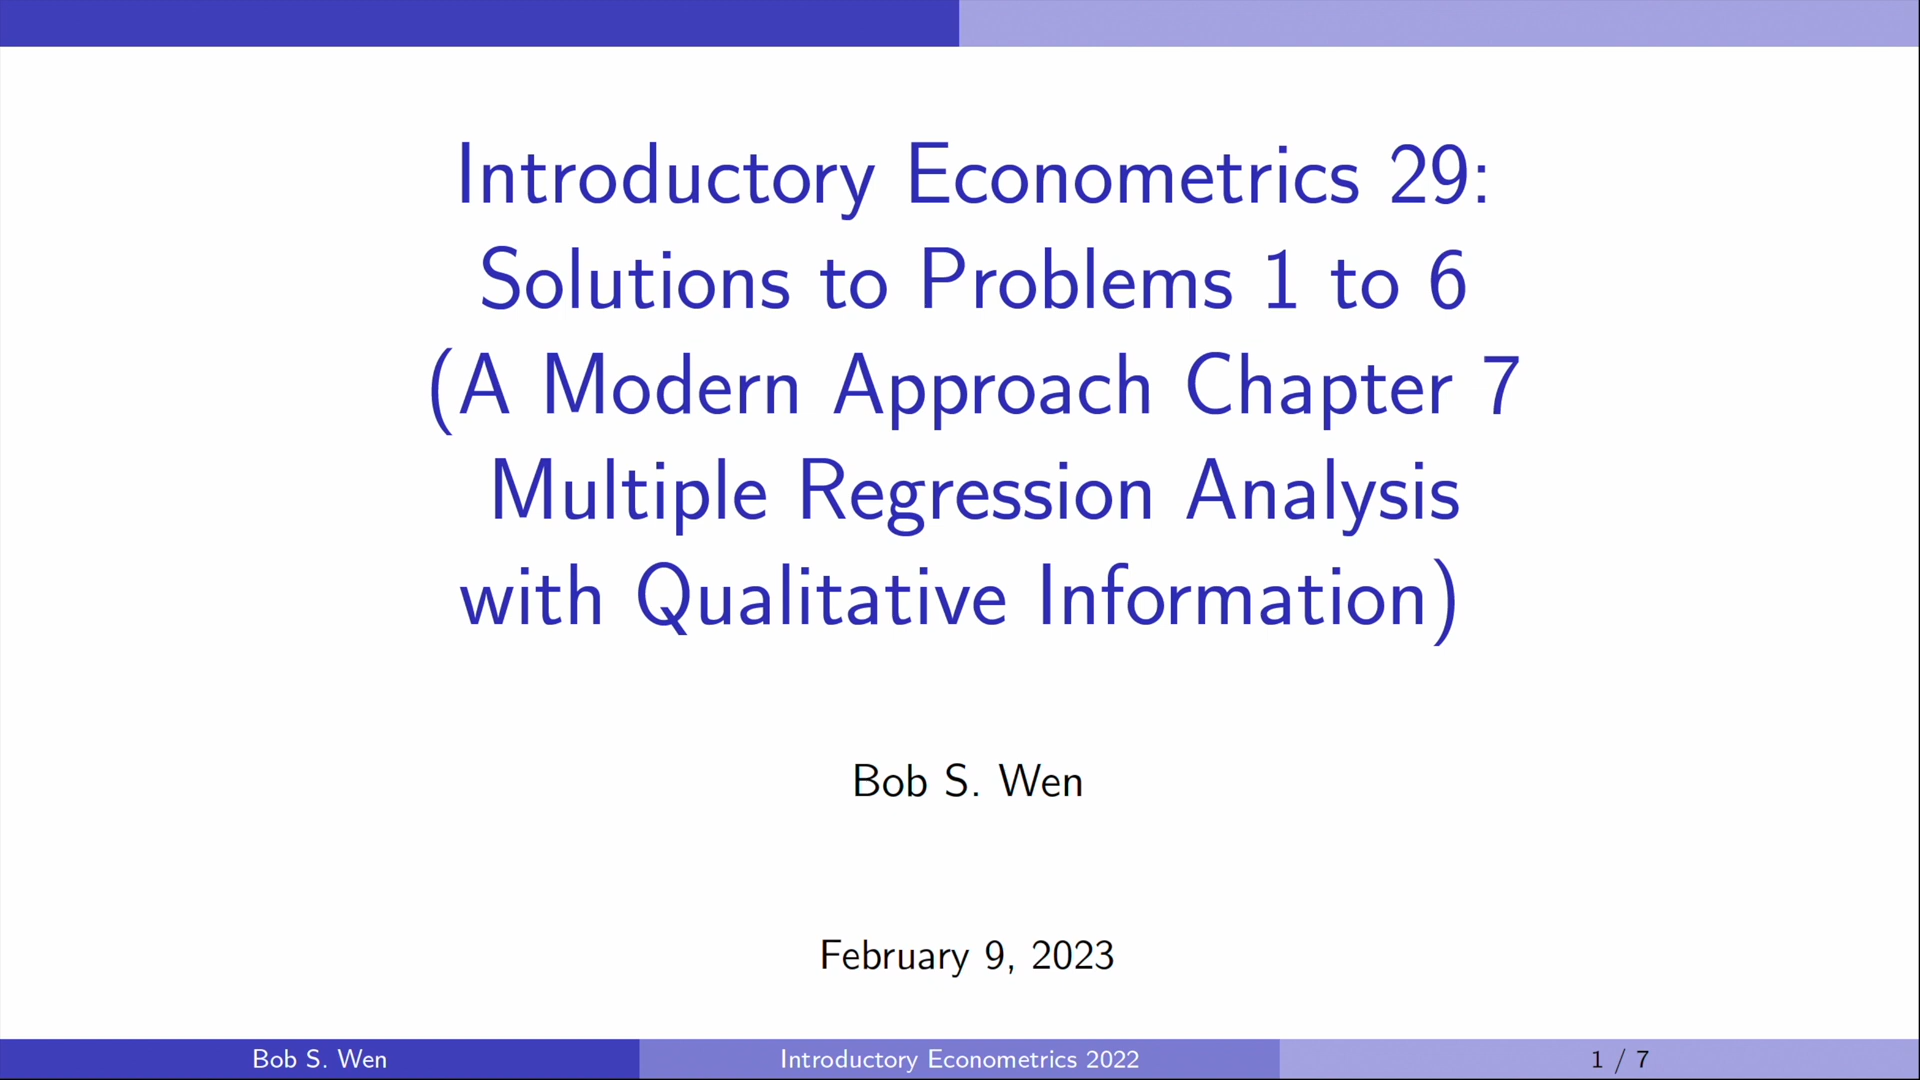 Introductory Econometrics 29:
Solutions to Problems 1 to 6
(A Modern Approach Chapter 7
Multiple Regression Analysis
with Qualitative Information)
Bob S. Wen
February 9, 2023
Bob S. Wen
Introductory Econometrics 2022
1 / 7